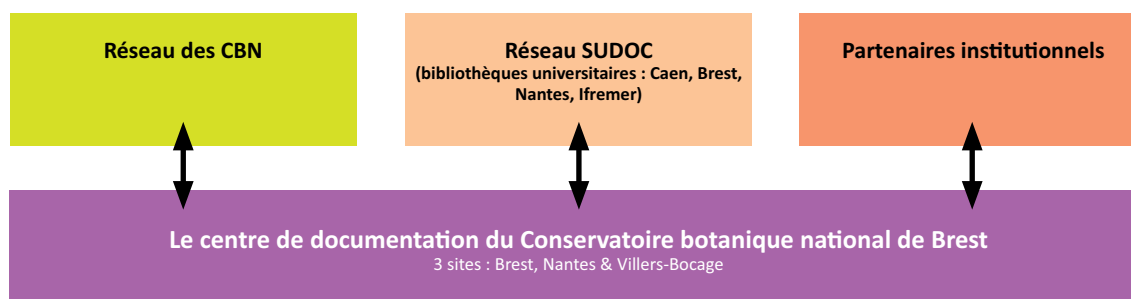 Réseau des CBN
Réseau SUDOC
(bibliothèques universitaires : Caen, Brest,
Nantes, Ifremer)
Partenaires institutionnels
Le centre de documentation du Conservatoire botanique national de Brest
3 sites : Brest, Nantes & Villers-Bocage